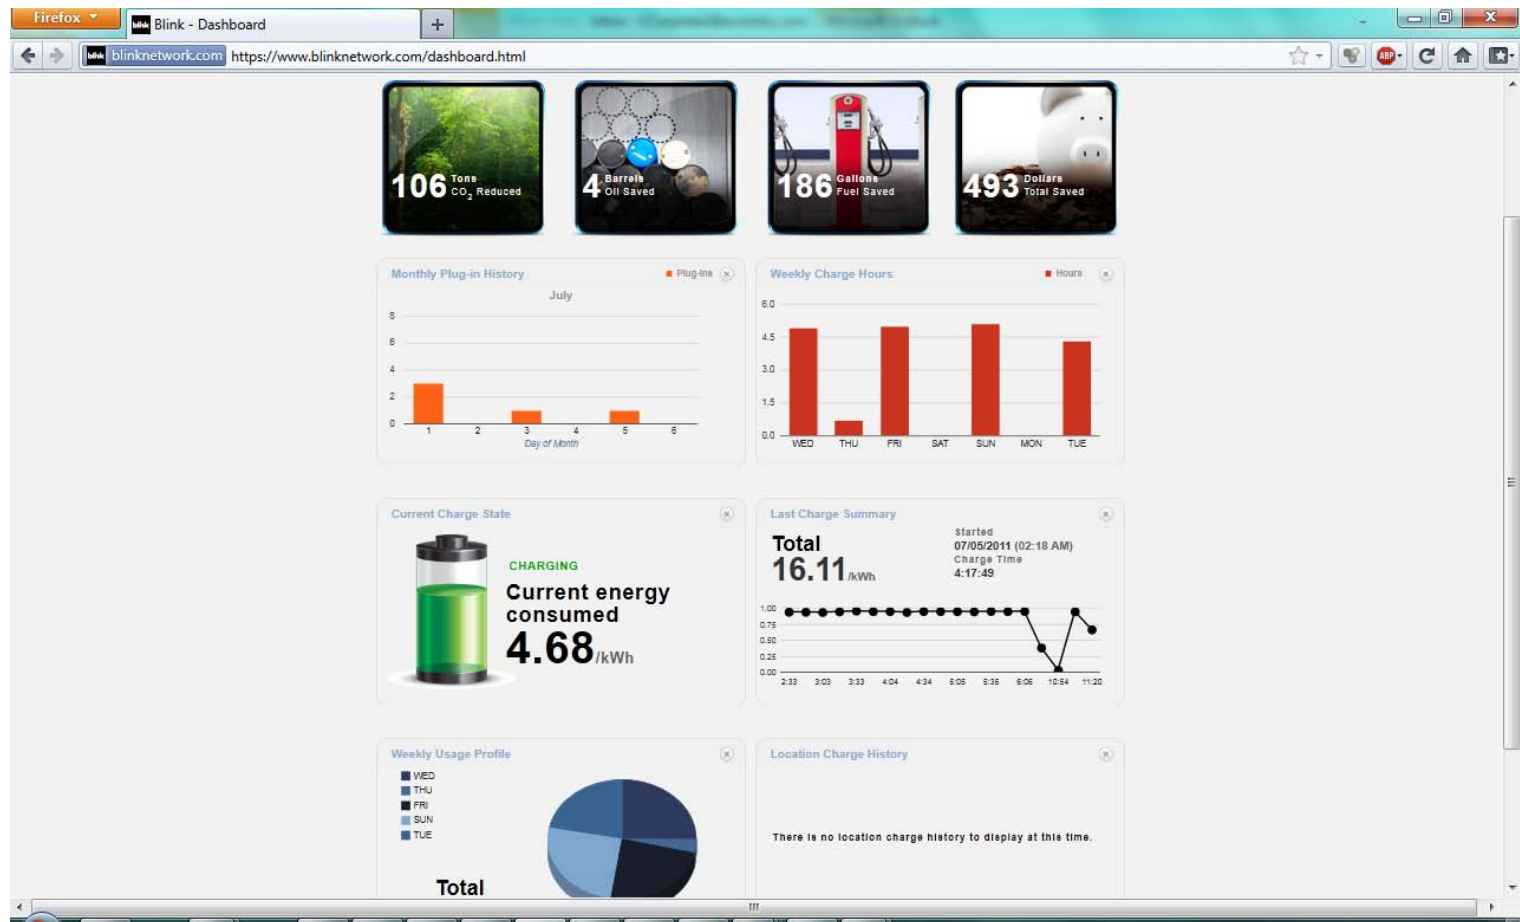 Firefox
blink Blink - Dashboard
blink blinknetwork.com https://www.blinknetwork.com/dashboard.html
ABP
106 Tons
CO2 Reduced
4 Barrels
Oil Saved
186 Gallons
Fuel Saved
493 Dollars
Total Saved
Monthly Plug-in History
Plug-ins
July
8
6
4
2
0
1 2 3 4 5 6
Day of Month
Weekly Charge Hours
Hours
6.0
4.5
3.0
1.5
0.0
WED THU FRI SAT SUN MON TUE
Current Charge State
CHARGING
Current energy
consumed
4.68/kWh
Last Charge Summary
Total
16.11/kWh
Started
07/05/2011 (02:18 AM)
Charge Time
4:17:49
1.00
0.75
0.50
0.25
0.00
2:33 3:03 3:33 4:04 4:34 5:05 5:35 6:06 10:54 11:20
Weekly Usage Profile
WED
THU
FRI
SUN
TUE
Total
Location Charge History
There is no location charge history to display at this time.